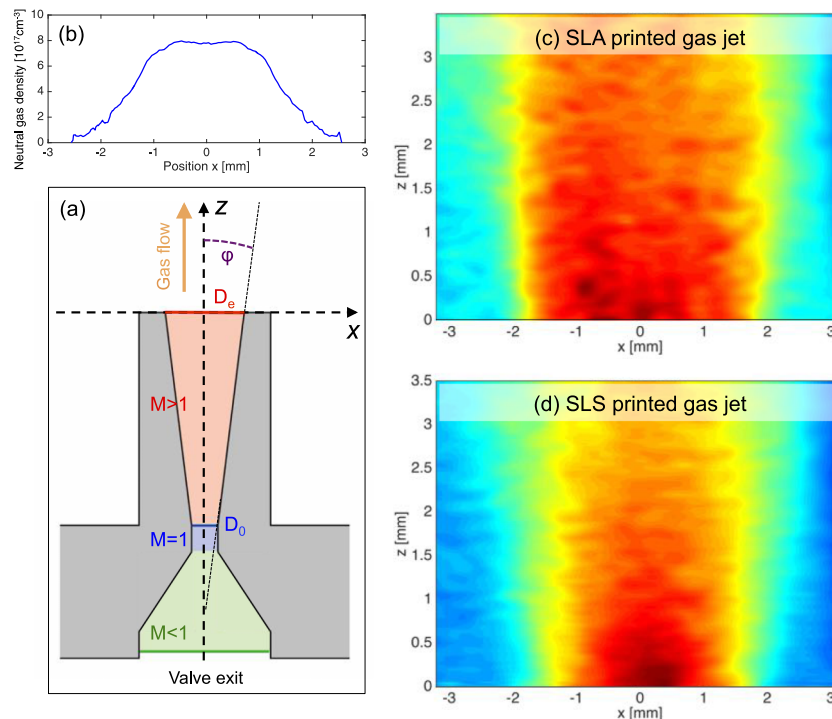 (b)
Neutral gas density [10¹⁷cm⁻³]
10
8
6
4
2
0
-3 -2 -1 0 1 2 3
Position x [mm]
(a)
Gas flow
z
φ
Dₑ
x
M>1
D₀
M=1
M<1
Valve exit
(c) SLA printed gas jet
z [mm]
3
2.5
2
1.5
1
0.5
0
-3 -2 -1 0 1 2 3
x [mm]
(d) SLS printed gas jet
z [mm]
3.5
3
2.5
2
1.5
1
0.5
0
-3 -2 -1 0 1 2 3
x [mm]